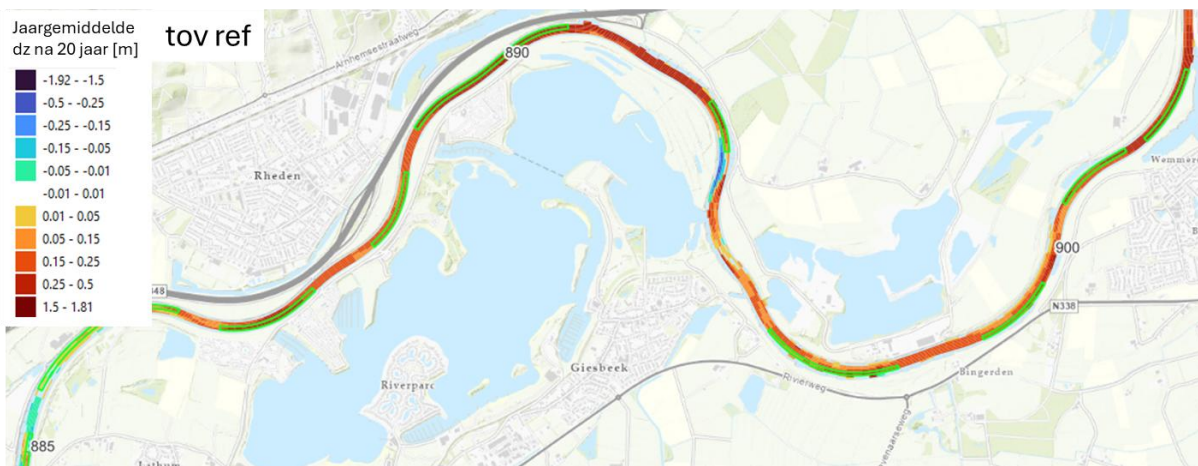 Jaargemiddelde
dz na 20 jaar [m]
tov ref
-1.92 - -1.5
-0.5 - -0.25
-0.25 - -0.15
-0.15 - -0.05
-0.05 - -0.01
-0.01 - 0.01
0.01 - 0.05
0.05 - 0.15
0.15 - 0.25
0.25 - 0.5
1.5 - 1.81
Arnhemsestraatweg
890
Rheden
900
N338
Giesbeek
Riverparc
Rivierweg
Bingerden
885